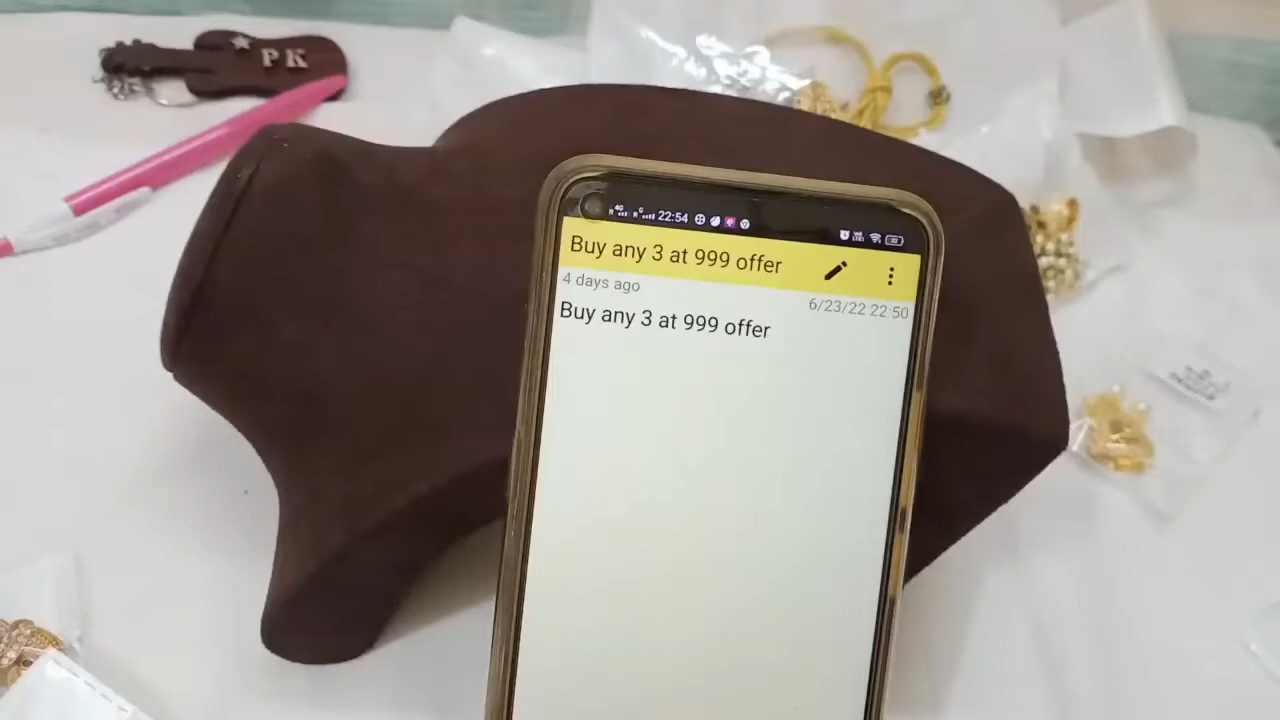 PK
4G
G
22:54
Buy any 3 at 999 offer
4 days ago
6/23/22 22:50
Buy any 3 at 999 offer